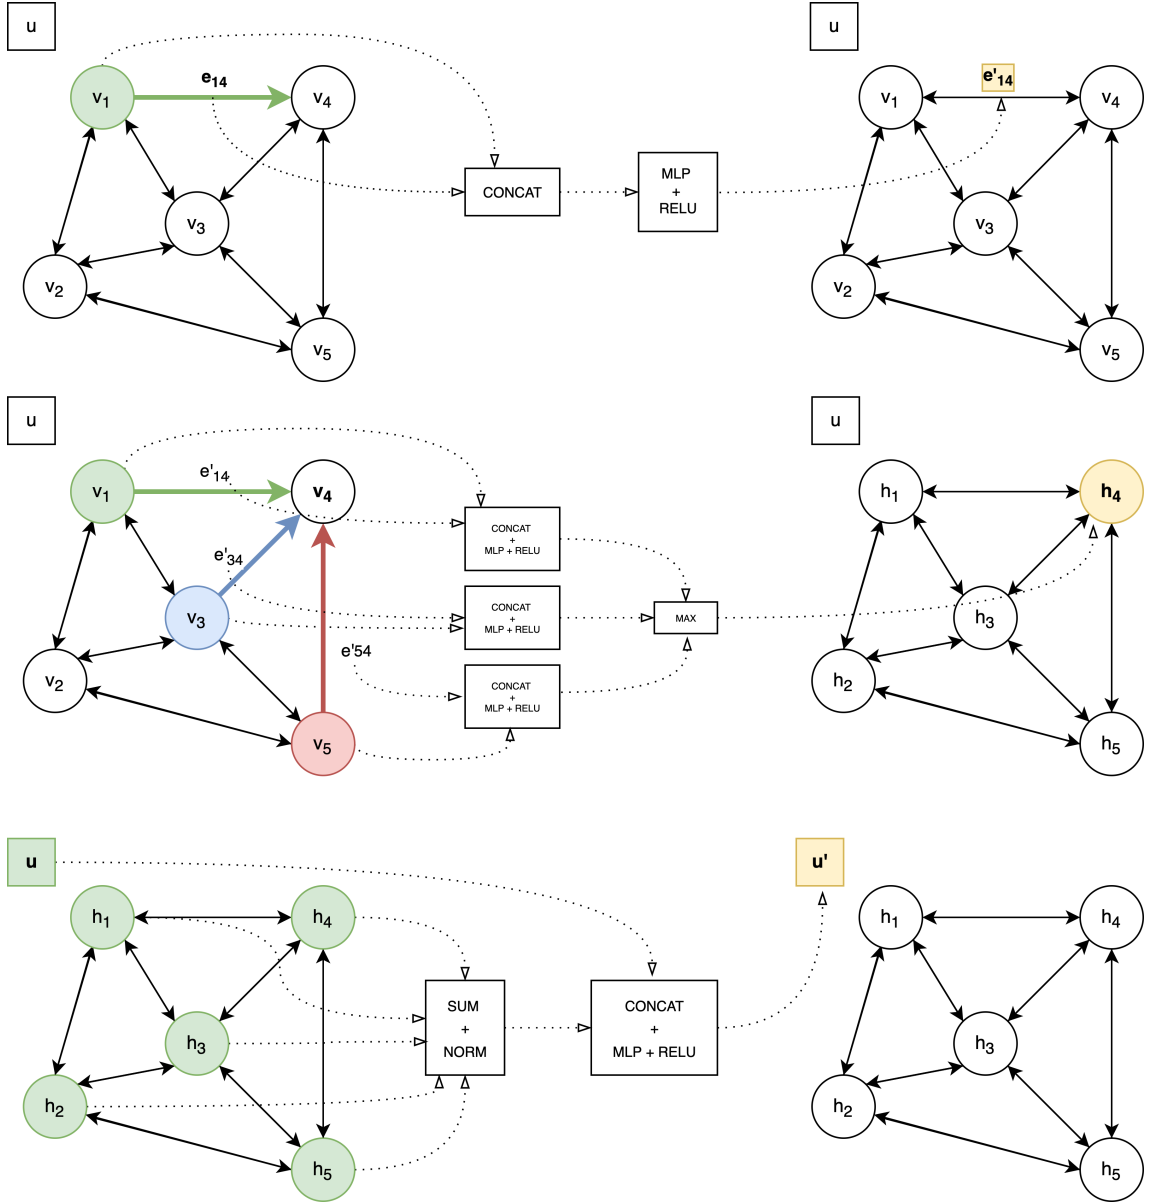 u
u
v1
e14
v4
v1
e'14
v4
CONCAT
MLP
+
RELU
v3
v3
v2
v2
v5
v5
u
u
v1
e'14
v4
h1
h4
CONCAT
+
MLP + RELU
e'34
v3
CONCAT
+
MLP + RELU
MAX
h3
e'54
v2
CONCAT
+
MLP + RELU
h2
v5
h5
u
u'
h1
h4
h1
h4
SUM
+
NORM
CONCAT
+
MLP + RELU
h3
h3
h2
h2
h5
h5